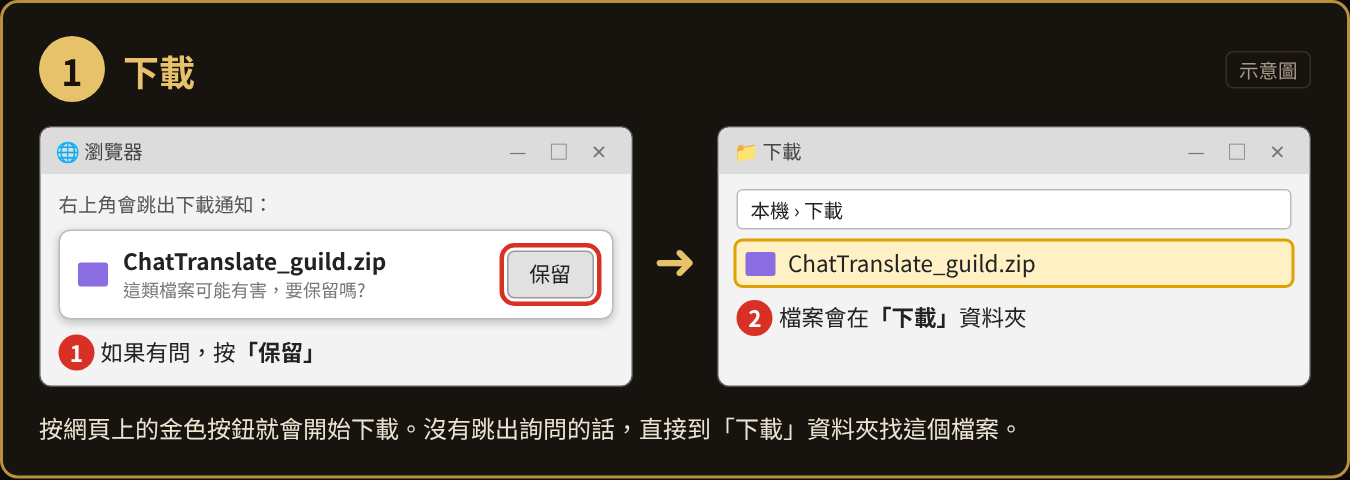 1 下載
示意圖
瀏覽器
右上角會跳出下載通知：
ChatTranslate_guild.zip
這類檔案可能有害，要保留嗎?
保留
1 如果有問，按「保留」
下載
本機 › 下載
ChatTranslate_guild.zip
2 檔案會在「下載」資料夾
按網頁上的金色按鈕就會開始下載。沒有跳出詢問的話，直接到「下載」資料夾找這個檔案。